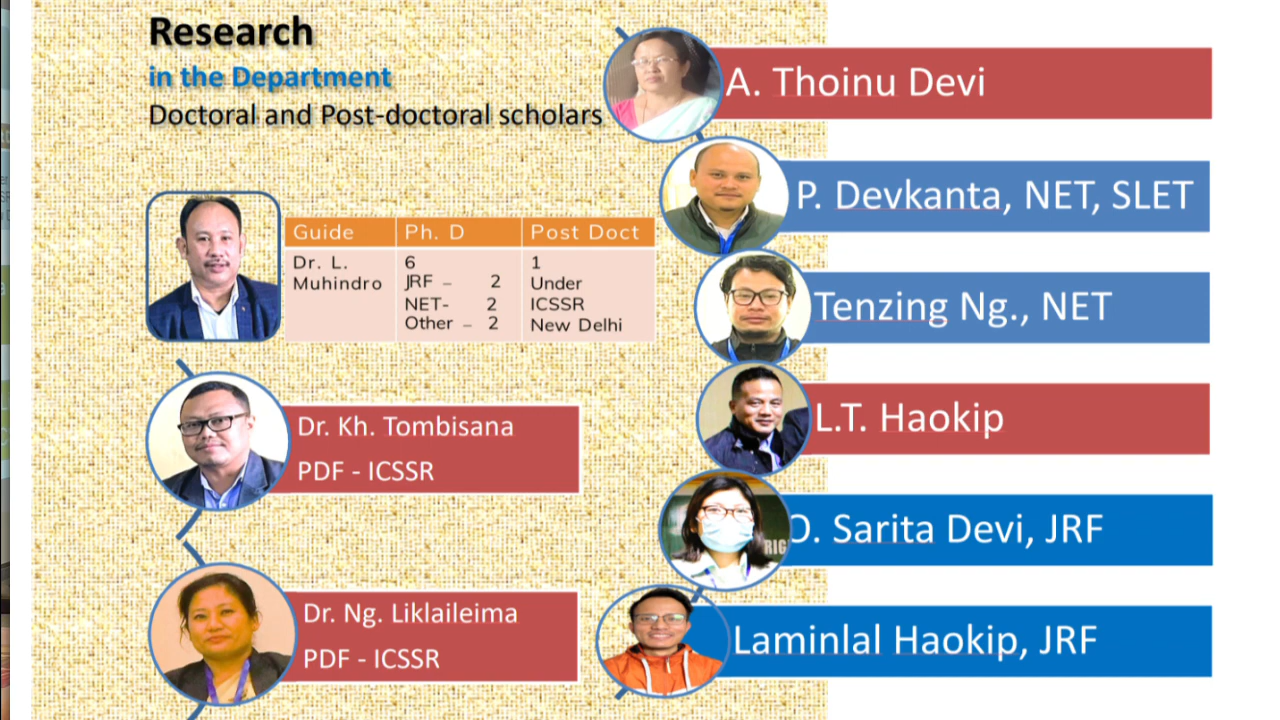 Research
in the Department
Doctoral and Post-doctoral scholars
Guide Ph. D Post Doct
Dr. L. 6 1
Muhindro JRF – 2 Under
NET- 2 ICSSR
Other – 2 New Delhi
Dr. Kh. Tombisana
PDF - ICSSR
Dr. Ng. Liklaileima
PDF - ICSSR
A. Thoinu Devi
P. Devkanta, NET, SLET
Tenzing Ng., NET
L.T. Haokip
RIG
O. Sarita Devi, JRF
Laminlal Haokip, JRF